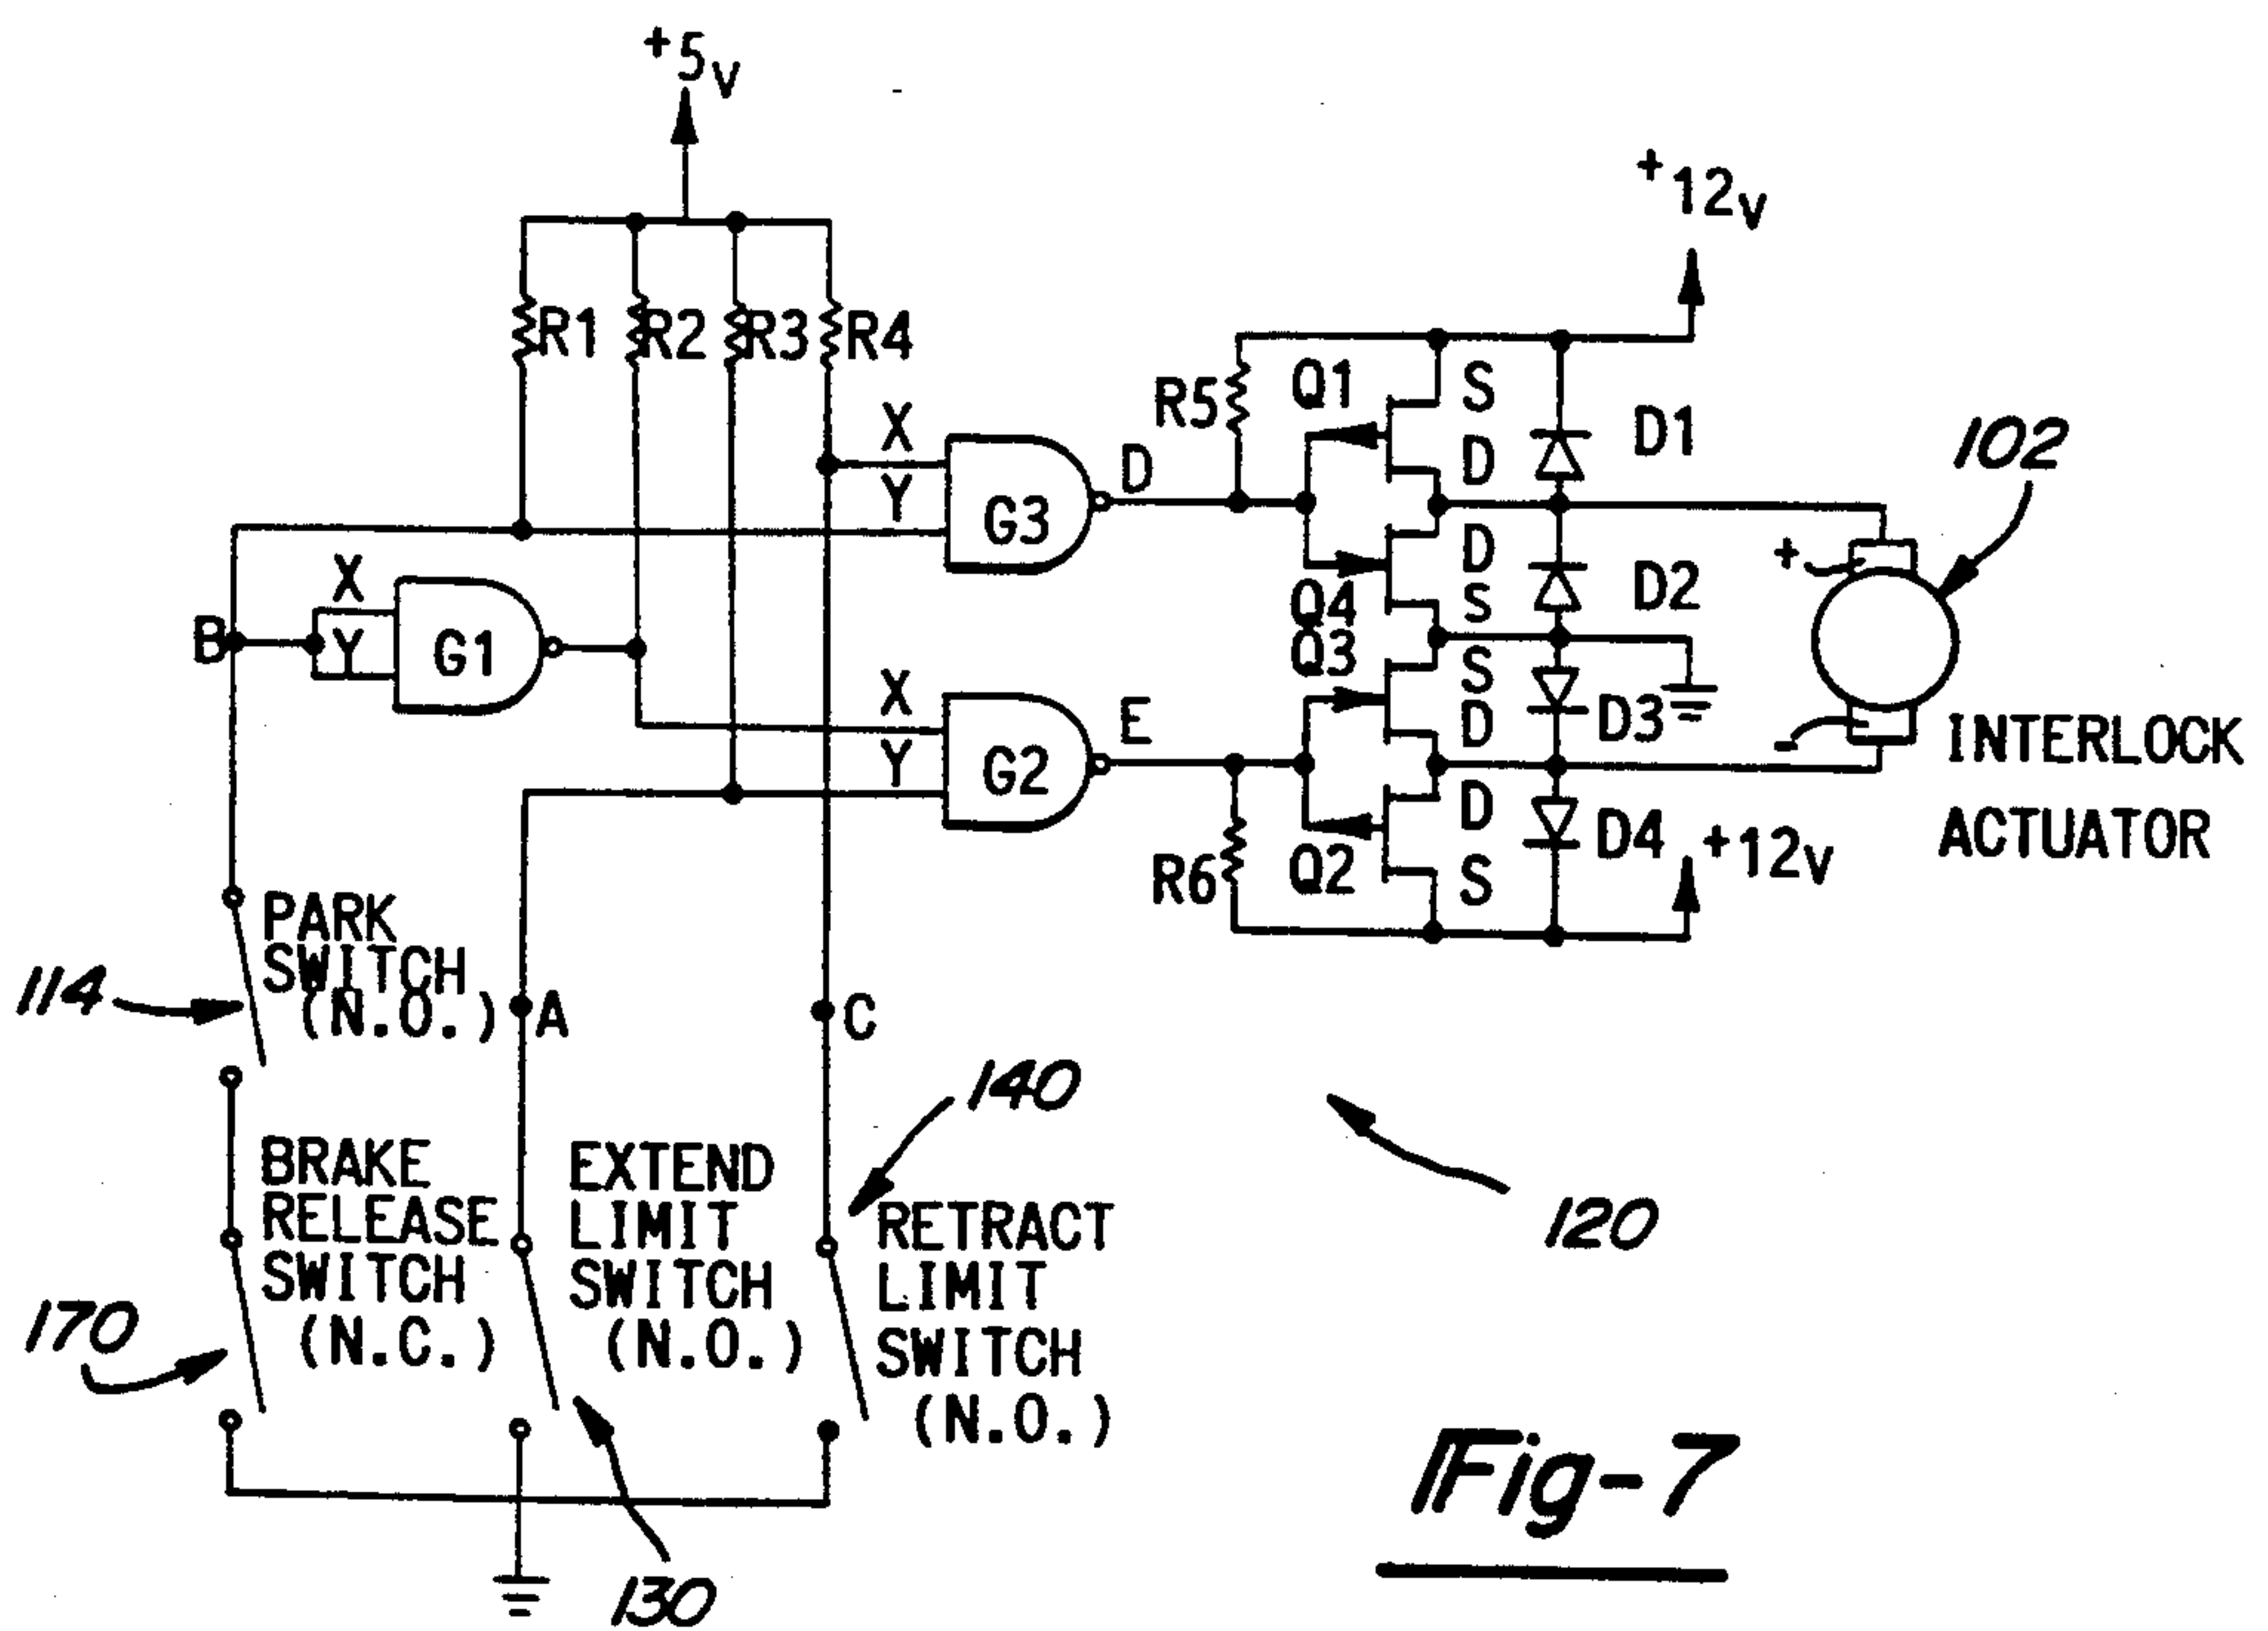 +5v
+12v
R1 R2 R3 R4
X
Y
G3
D
R5
Q1
S
D
D1
102
D
S
Q4
Q3
D2
+
B
X
Y
G1
X
Y
G2
E
S
D
D3
-
INTERLOCK
ACTUATOR
R6
Q2
D
S
D4
+12v
114
PARK
SWITCH
(N.O.)
A
C
140
BRAKE
RELEASE
SWITCH
(N.C.)
170
EXTEND
LIMIT
SWITCH
(N.O.)
130
RETRACT
LIMIT
SWITCH
(N.O.)
120
Fig-7